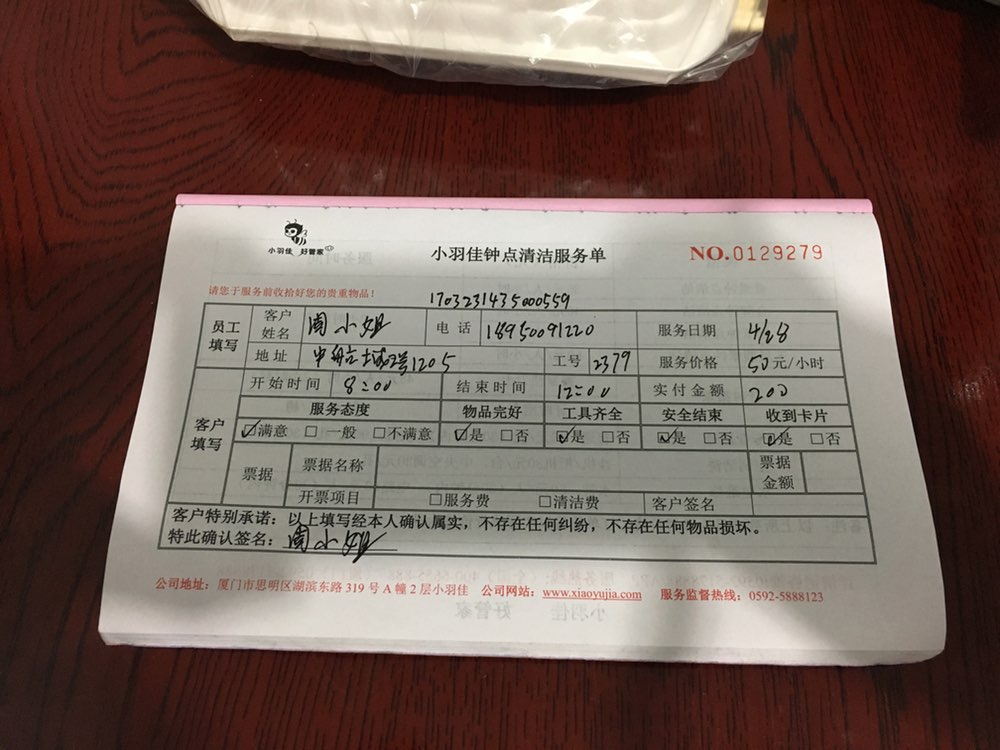 小羽佳 好管家
小羽佳钟点清洁服务单
NO.0129279
请您于服务前收拾好您的贵重物品！
1703231435000559
员工填写 客户姓名 周小姐 电话 18950091220 服务日期 4/28
地址 1205 工号 2379 服务价格 50元/小时
客户填写 开始时间 8:00 结束时间 12:00 实付金额 200
服务态度 物品完好 工具齐全 安全结束 收到卡片
☑满意 □一般 □不满意 ☑是 □否 ☑是 □否 ☑是 □否 ☑是 □否
票据 票据名称 票据金额
开票项目 □服务费 □清洁费 客户签名
客户特别承诺：以上填写经本人确认属实，不存在任何纠纷，不存在任何物品损坏。
特此确认签名：周小姐
公司地址：厦门市思明区湖滨东路 319 号 A 幢 2 层小羽佳 公司网站：www.xiaoyujia.com 服务监督热线：0592-5888123